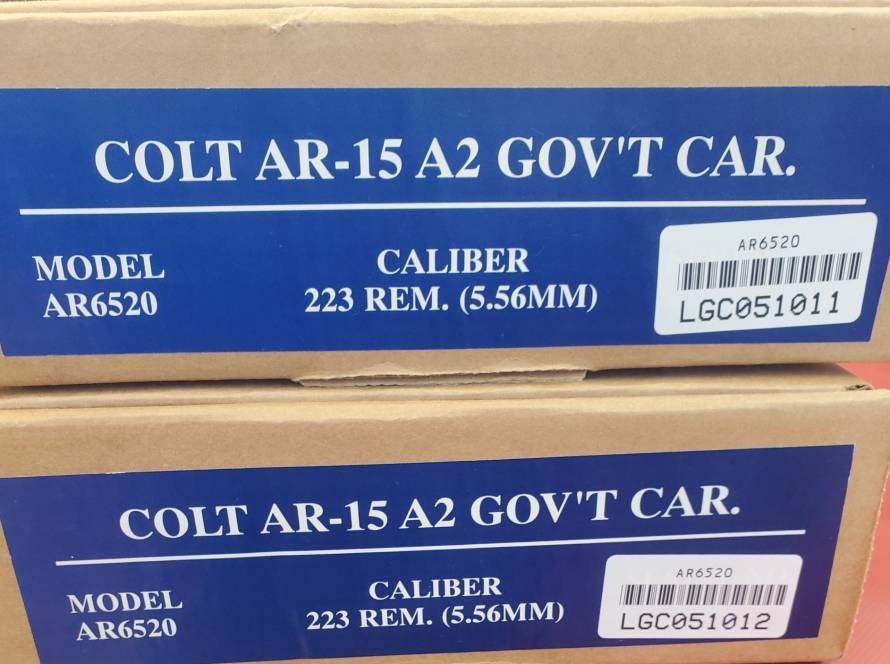 COLT AR-15 A2 GOV'T CAR.
MODEL
AR6520
CALIBER
223 REM. (5.56MM)
AR6520
LGC051011
COLT AR-15 A2 GOV'T CAR.
MODEL
AR6520
CALIBER
223 REM. (5.56MM)
AR6520
LGC051012